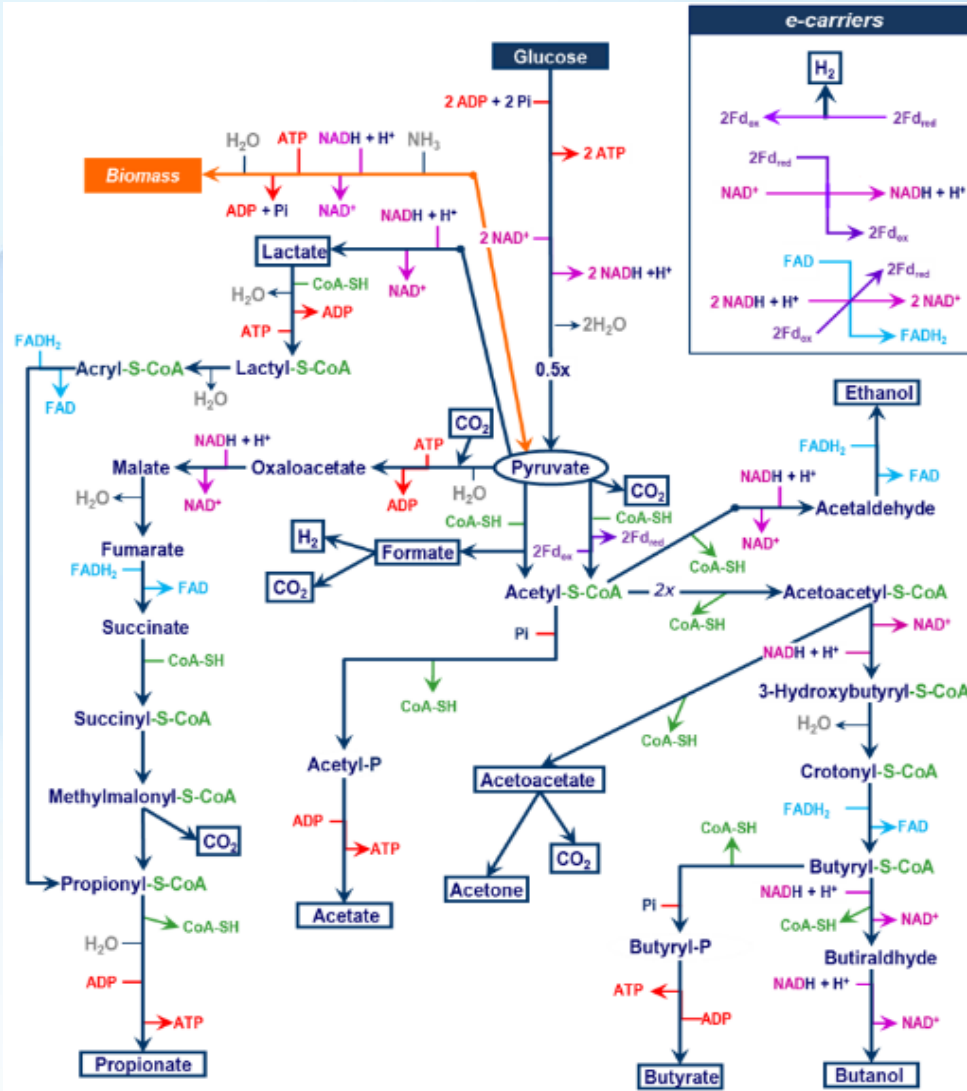 e-carriers
H₂
2Fdox
2Fdred
2Fdred
NAD⁺
NADH + H⁺
2Fdox
FAD
2Fdred
2 NADH + H⁺
2 NAD⁺
2Fdox
FADH₂
Glucose
2 ADP + 2 Pi
2 ATP
2 NAD⁺
2 NADH +H⁺
2H₂O
0.5x
H₂O
ATP
NADH + H⁺
NH₃
Biomass
ADP + Pi
NAD⁺
NADH + H⁺
Lactate
NAD⁺
CoA-SH
H₂O
ADP
ATP
FADH₂
Acryl-S-CoA
Lactyl-S-CoA
FAD
H₂O
CO₂
NADH + H⁺
ATP
Malate
Oxaloacetate
Pyruvate
CO₂
NAD⁺
ADP
H₂O
H₂O
CoA-SH
CoA-SH
Fumarate
H₂
Formate
2Fdox
2Fdred
CO₂
FADH₂
FAD
Succinate
CoA-SH
Succinyl-S-CoA
Methylmalonyl-S-CoA
CO₂
Propionyl-S-CoA
CoA-SH
H₂O
ADP
ATP
Propionate
Ethanol
FADH₂
FAD
NADH + H⁺
Acetaldehyde
NAD⁺
CoA-SH
Acetyl-S-CoA
2x
Acetoacetyl-S-CoA
CoA-SH
Pi
CoA-SH
Acetyl-P
ADP
ATP
Acetate
NAD⁺
NADH + H⁺
3-Hydroxybutyryl-S-CoA
CoA-SH
H₂O
Acetoacetate
Crotonyl-S-CoA
CO₂
Acetone
FADH₂
FAD
CoA-SH
Butyryl-S-CoA
NADH + H⁺
Pi
CoA-SH
NAD⁺
Butyryl-P
Butiraldhyde
NADH + H⁺
ATP
ADP
NAD⁺
Butyrate
Butanol